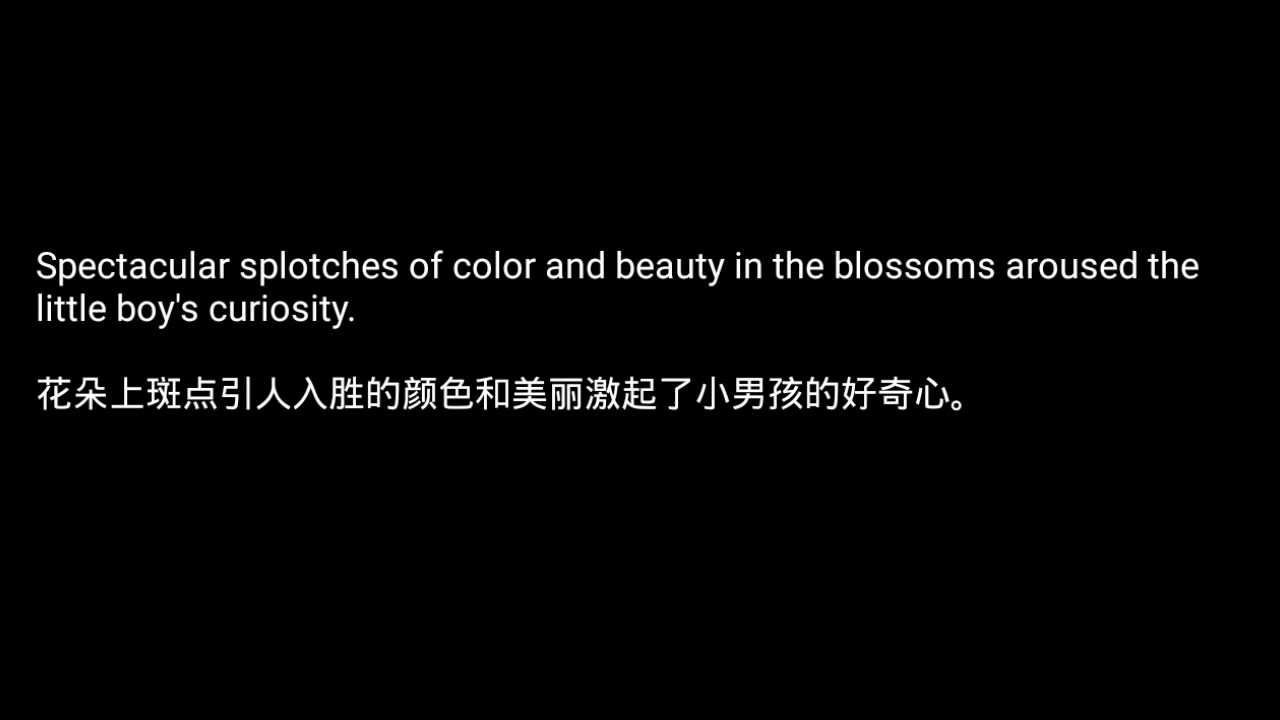 Spectacular splotches of color and beauty in the blossoms aroused the
little boy's curiosity.
花朵上斑点引人入胜的颜色和美丽激起了小男孩的好奇心。